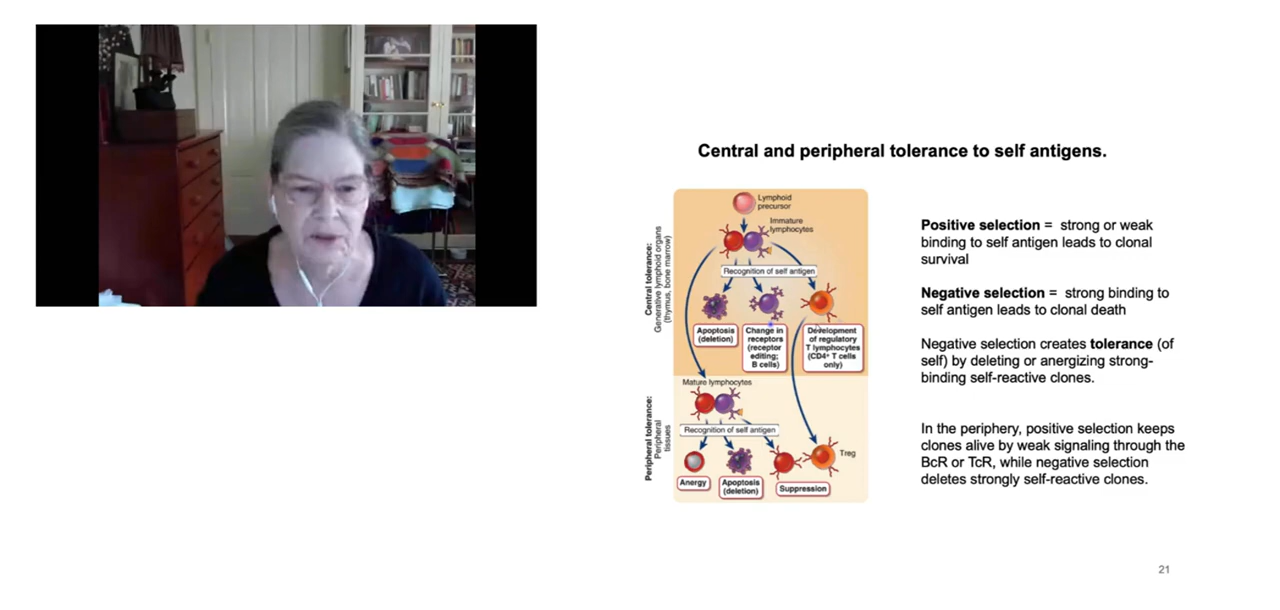 Central and peripheral tolerance to self antigens.
Lymphoid
precursor
Immature
lymphocytes
Recognition of self antigen
Apoptosis
(deletion)
Change in
receptors
(receptor
editing;
B cells)
Development
of regulatory
T lymphocytes
(CD4+ T cells
only)
Central tolerance:
Generative lymphoid organs
(thymus, bone marrow)
Mature lymphocytes
Recognition of self antigen
Anergy
Apoptosis
(deletion)
Suppression
Treg
Peripheral tolerance:
Peripheral
tissues
Positive selection = strong or weak
binding to self antigen leads to clonal
survival
Negative selection = strong binding to
self antigen leads to clonal death
Negative selection creates tolerance (of
self) by deleting or anergizing strong-
binding self-reactive clones.
In the periphery, positive selection keeps
clones alive by weak signaling through the
BcR or TcR, while negative selection
deletes strongly self-reactive clones.
21